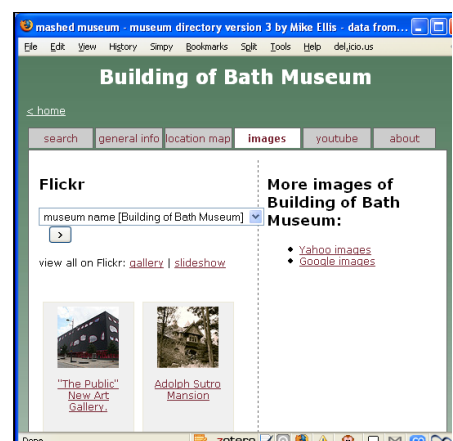 mashed museum - museum directory version 3 by Mike Ellis - data from...
File Edit View History Simpy Bookmarks Split Tools Help del.icio.us
Building of Bath Museum
< home
search general info location map images youtube about
Flickr
museum name [Building of Bath Museum]
>
view all on Flickr: gallery | slideshow
"The Public"
New Art
Gallery.
Adolph Sutro
Mansion
More images of
Building of Bath
Museum:
Yahoo images
Google images
Done
zotero